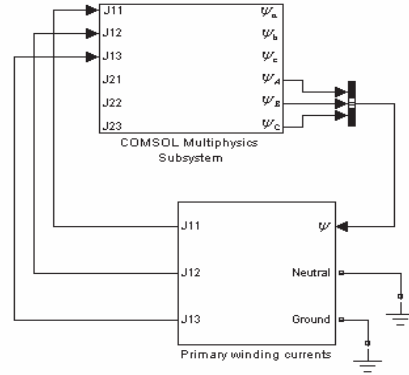 J11 ψa
J12 ψb
J13 ψc
J21 ψA
J22 ψB
J23 ψC
COMSOL Multiphysics
Subsystem
J11 ψ
J12 Neutral
J13 Ground
Primary winding currents